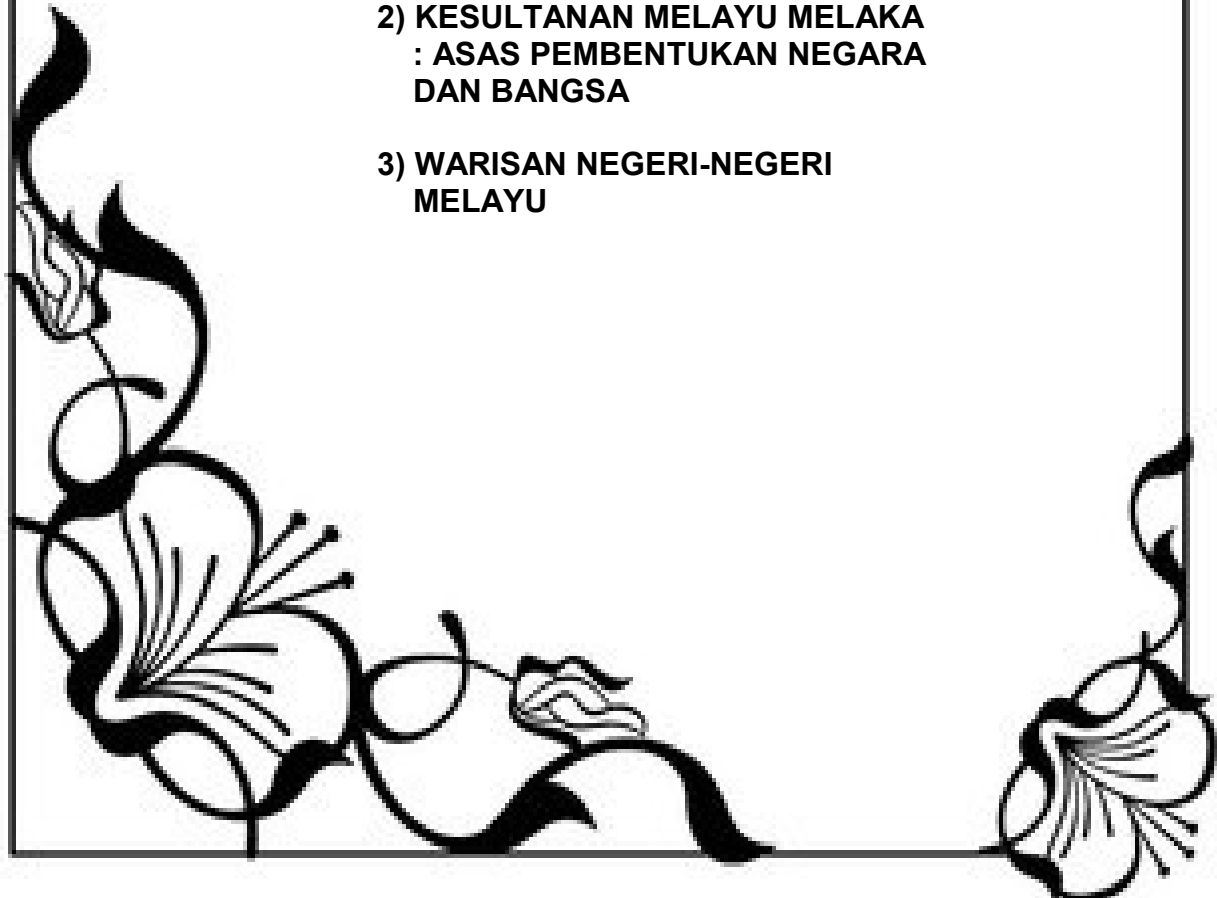 2) KESULTANAN MELAYU MELAKA
: ASAS PEMBENTUKAN NEGARA
DAN BANGSA
3) WARISAN NEGERI-NEGERI
MELAYU